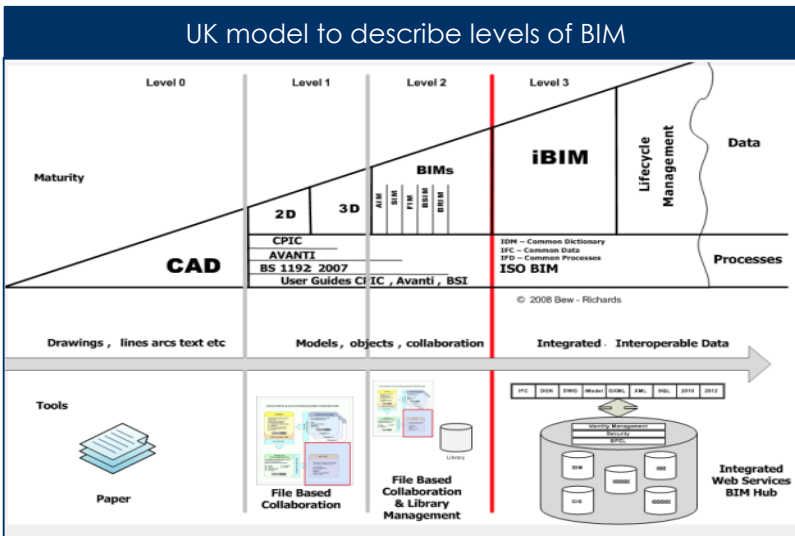 UK model to describe levels of BIM
Level 0
Level 1
Level 2
Level 3
Maturity
Data
Processes
CAD
2D
3D
BIMs
AIM
SIM
FIM
BSIM
BRIM
iBIM
Lifecycle
Management
CPIC
AVANTI
BS 1192 2007
User Guides CPIC , Avanti , BSI
IDM – Common Dictionary
IFC – Common Data
IFD – Common Processes
ISO BIM
© 2008 Bew - Richards
Drawings , lines arcs text etc
Models , objects , collaboration
Integrated . Interoperable Data
Tools
Paper
File Based
Collaboration
Library
File Based
Collaboration
& Library
Management
IFC DGN DWG iModel GXML XML SQL 2010 2012
Identity Management
Security
Integrated
Web Services
BIM Hub